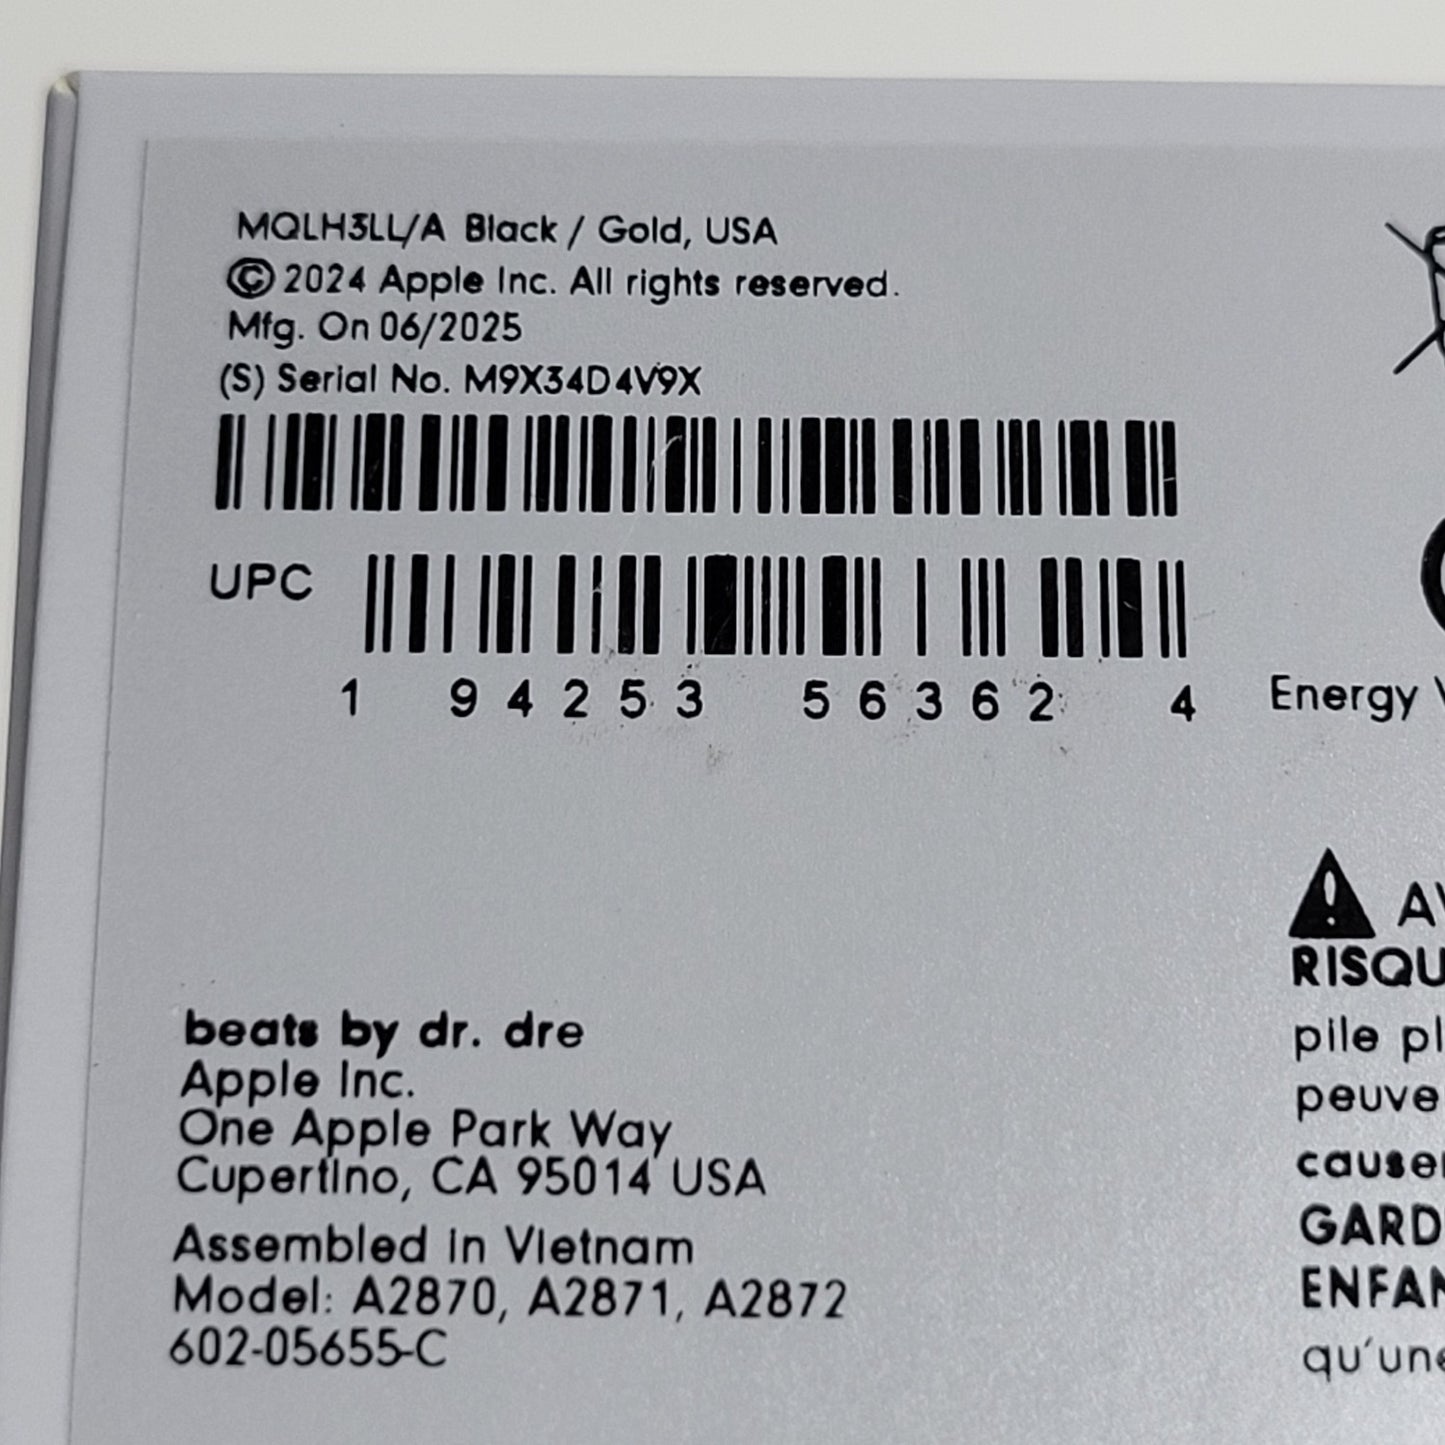 MQLH3LL/A Black / Gold, USA
© 2024 Apple Inc. All rights reserved.
Mfg. On 06/2025
(S) Serial No. M9X34D4V9X
UPC
1 94253 56362 4
Energy
beats by dr. dre
Apple Inc.
One Apple Park Way
Cupertino, CA 95014 USA
Assembled in Vietnam
Model: A2870, A2871, A2872
602-05655-C
RISQU
pile pl
peuve
cause
GARD
ENFAN
qu'une